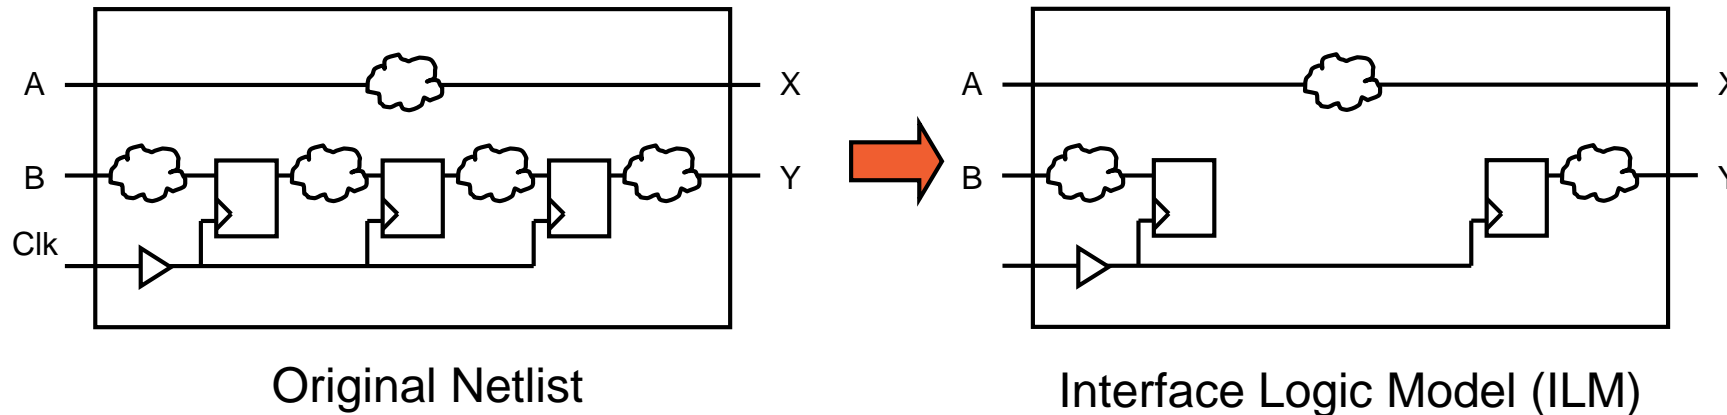 A
X
B
Y
Clk
Original Netlist
A
X
B
Y
Interface Logic Model (ILM)